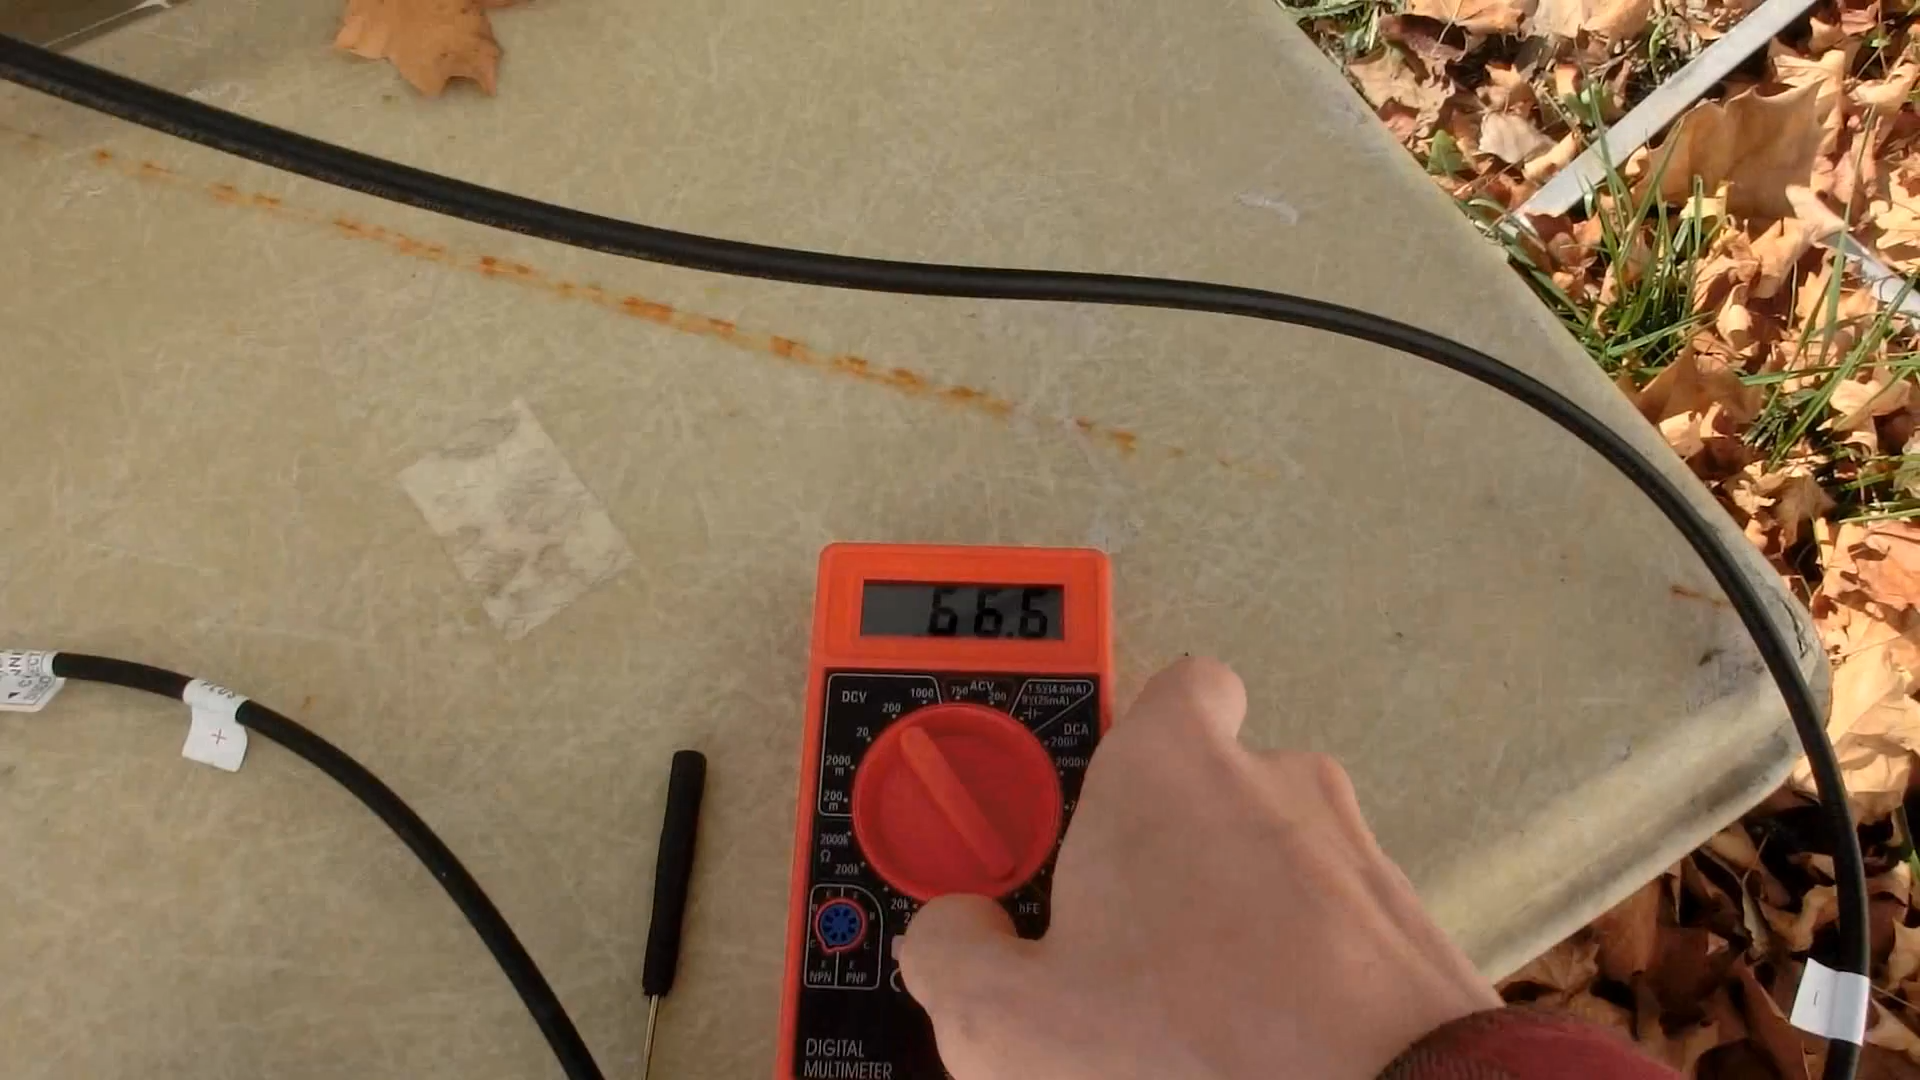 66.6
DCV
1000
750
ACV
200
1.5V(4.0mA)
9V(25mA)
200
DCA
200µ
20
2000
m
2000µ
200
m
2000k
Ω
200k
20k
hFE
NPN
PNP
DIGITAL
MULTIMETER
+
-